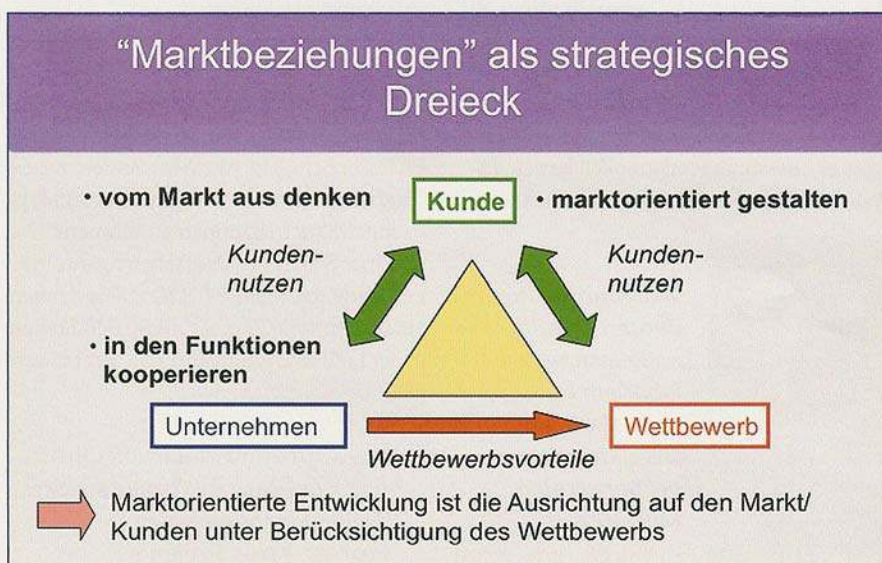 “Marktbeziehungen” als strategisches
Dreieck
• vom Markt aus denken
Kunde
• marktorientiert gestalten
Kunden-
nutzen
Kunden-
nutzen
• in den Funktionen
kooperieren
Unternehmen
Wettbewerb
Wettbewerbsvorteile
Marktorientierte Entwicklung ist die Ausrichtung auf den Markt/
Kunden unter Berücksichtigung des Wettbewerbs